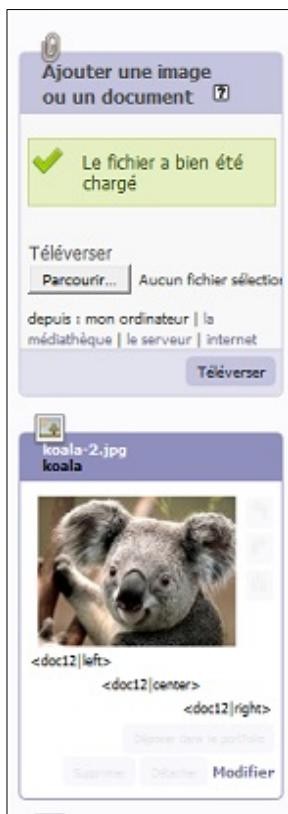 Ajouter une image
ou un document ?
Le fichier a bien été
chargé
Téléverser
Parcourir... Aucun fichier sélection
depuis : mon ordinateur | la
médiathèque | le serveur | internet
Téléverser
koala-2.jpg
koala
<doc12|left>
<doc12|center>
<doc12|right>
Déposer dans le portfolio
Supprimer Détacher Modifier